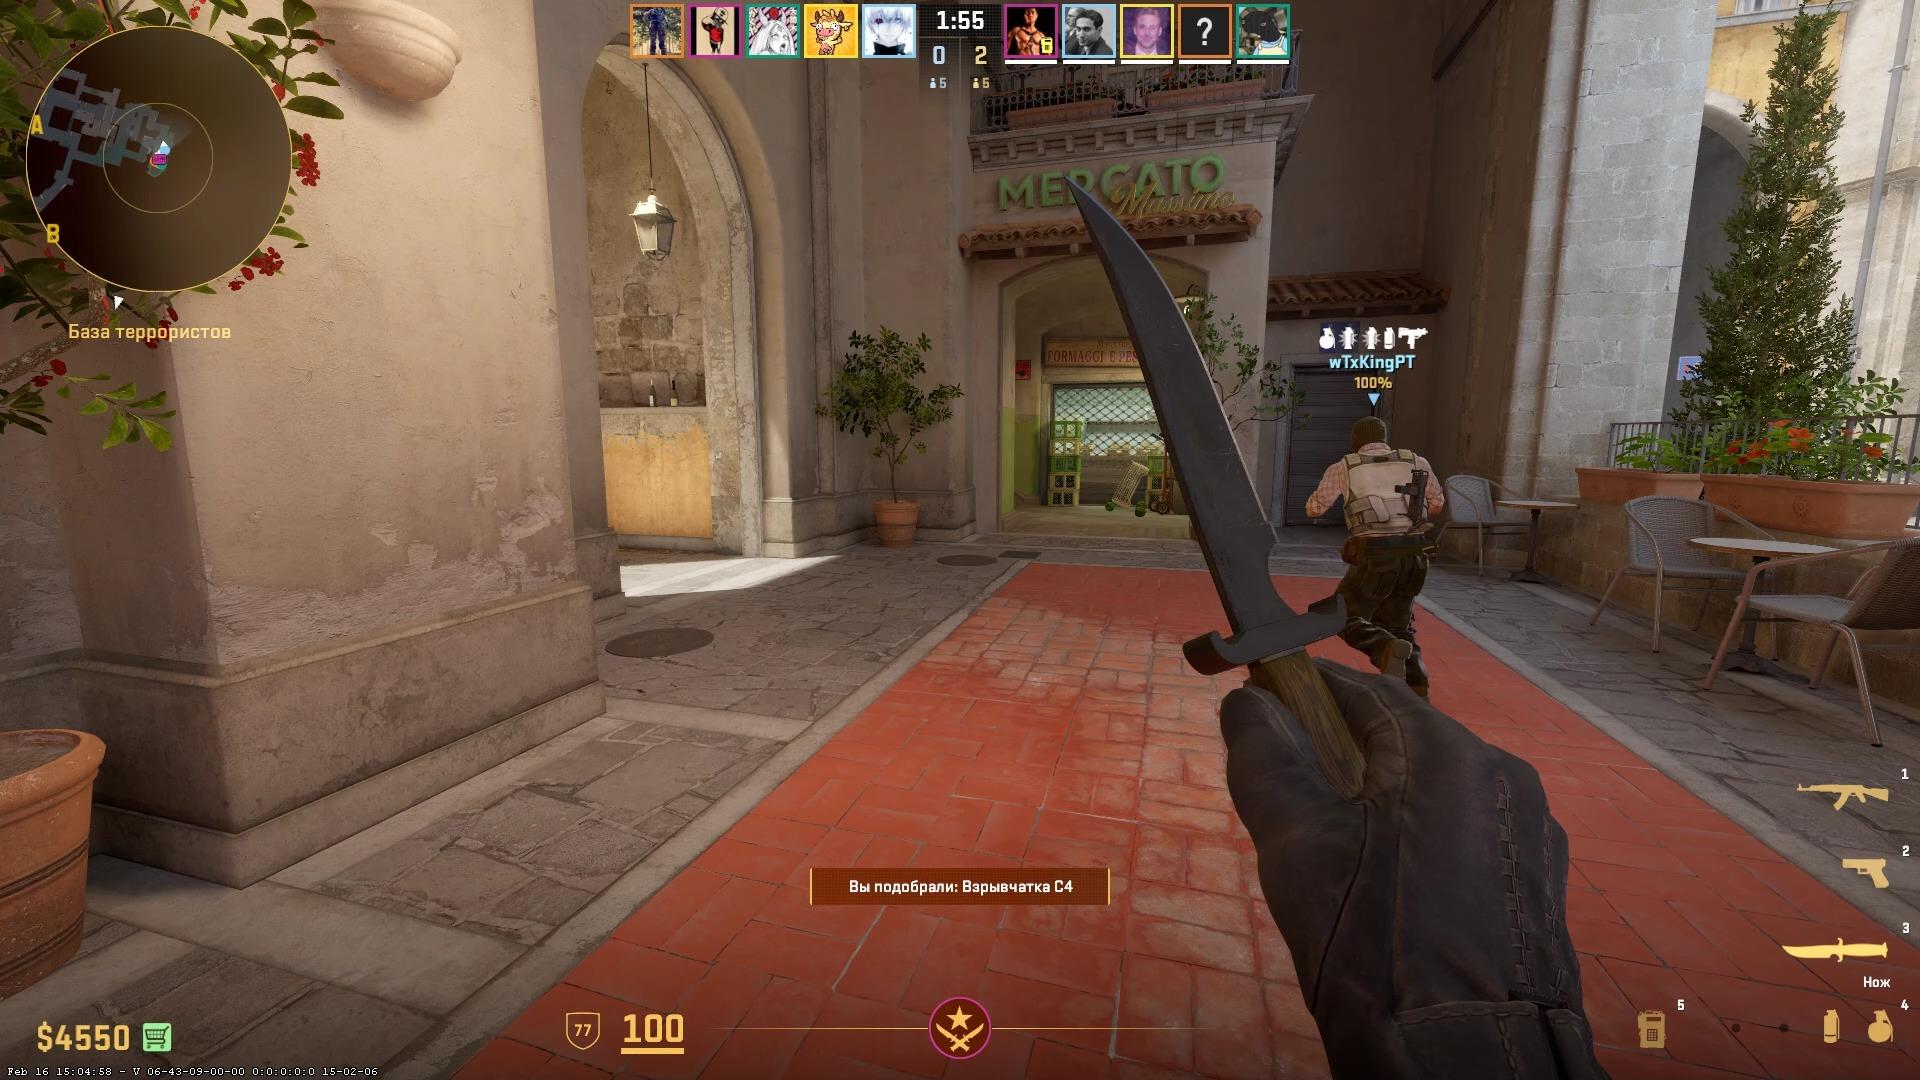 1:55
0 2
5 5
?
A
B
База террористов
MERCATO
Massimo
FORMAGGI E PES
wTxKingPT
100%
Вы подобрали: Взрывчатка C4
1
2
3
Нож
4
5
77 100
$4550
Feb 16 15:04:58 - V 06-43-09-00-00 0:0:0:0:0 15-02-06